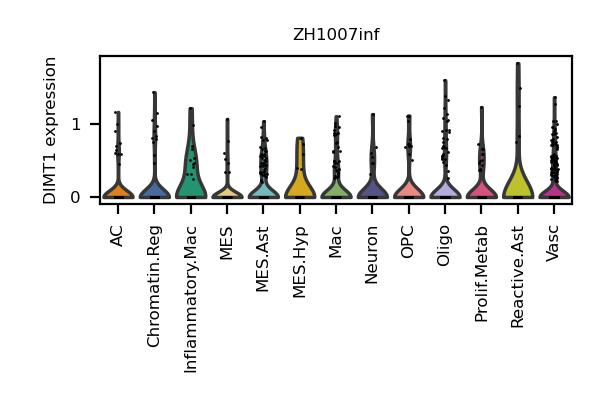 ZH1007inf
DIMT1 expression
1
0
AC
Chromatin.Reg
Inflammatory.Mac
MES
MES.Ast
MES.Hyp
Mac
Neuron
OPC
Oligo
Prolif.Metab
Reactive.Ast
Vasc